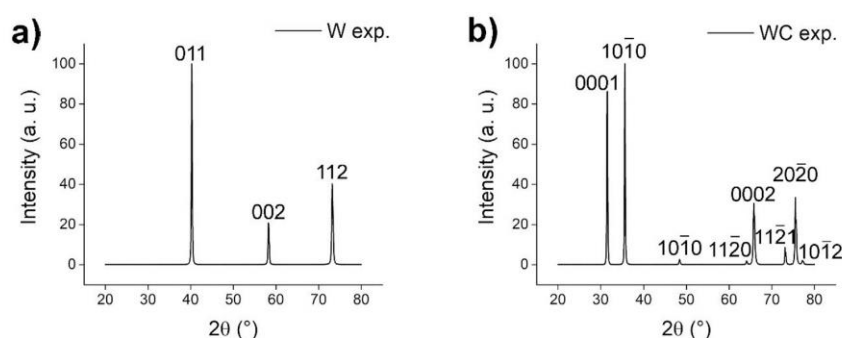 a)
W exp.
011
002
112
100
80
60
40
20
0
Intensity (a. u.)
20 30 40 50 60 70 80
2θ (°)
b)
WC exp.
101̄0
0001
101̄0
112̄0
0002
112̄1
202̄0
101̄2
100
80
60
40
20
0
Intensity (a. u.)
20 30 40 50 60 70 80
2θ (°)